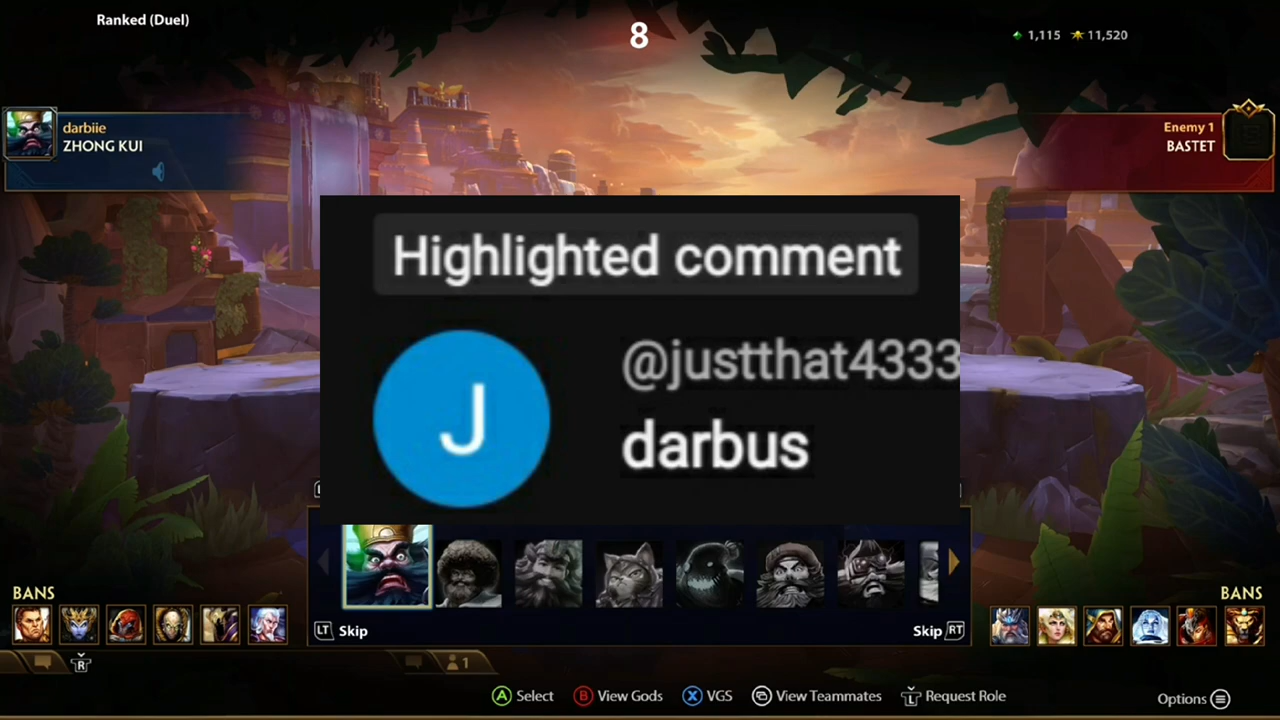 Ranked (Duel)
8
1,115 11,520
darbiie
ZHONG KUI
Enemy 1
BASTET
Highlighted comment
J
@justthat4333
darbus
BANS
BANS
LT Skip
Skip RT
R
1
A Select B View Gods X VGS View Teammates L Request Role
Options